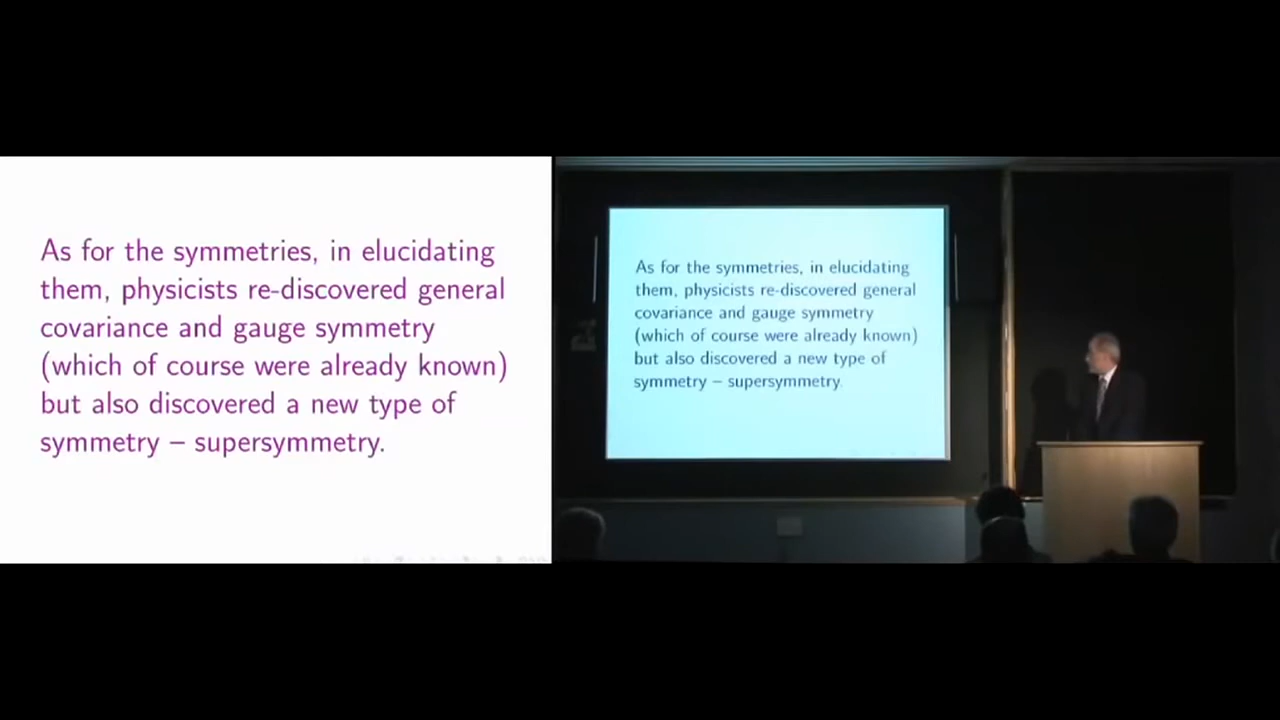 As for the symmetries, in elucidating
them, physicists re-discovered general
covariance and gauge symmetry
(which of course were already known)
but also discovered a new type of
symmetry – supersymmetry.
As for the symmetries, in elucidating
them, physicists re-discovered general
covariance and gauge symmetry
(which of course were already known)
but also discovered a new type of
symmetry – supersymmetry.